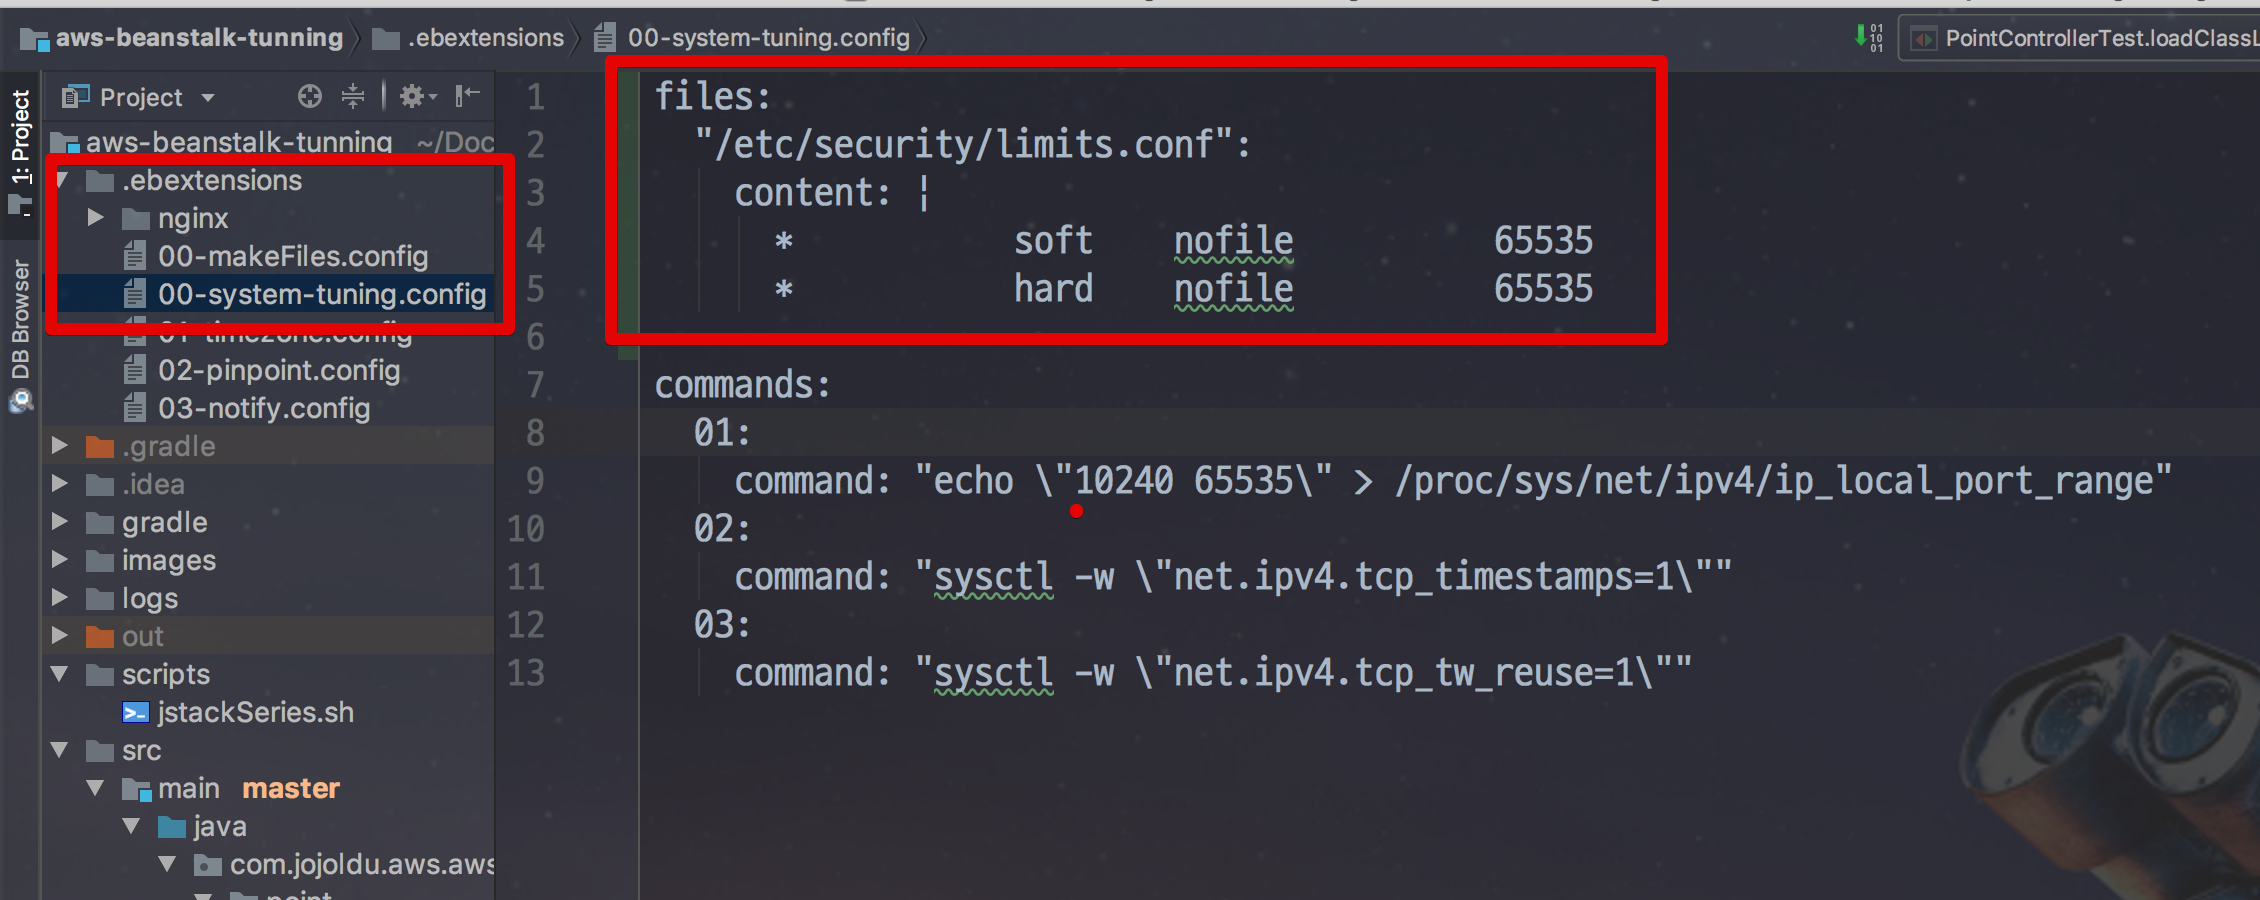 aws-beanstalk-tunning .ebextensions 00-system-tuning.config
PointControllerTest.loadClassL
1: Project
DB Browser
Project
aws-beanstalk-tunning ~/Doc
.ebextensions
nginx
00-makeFiles.config
00-system-tuning.config
01-timezone.config
02-pinpoint.config
03-notify.config
.gradle
.idea
gradle
images
logs
out
scripts
jstackSeries.sh
src
main master
java
com.jojoldu.aws.aws
point
1 files:
2 "/etc/security/limits.conf":
3 content: |
4 * soft nofile 65535
5 * hard nofile 65535
6
7 commands:
8 01:
9 command: "echo \"10240 65535\" > /proc/sys/net/ipv4/ip_local_port_range"
10 02:
11 command: "sysctl -w \"net.ipv4.tcp_timestamps=1\""
12 03:
13 command: "sysctl -w \"net.ipv4.tcp_tw_reuse=1\""